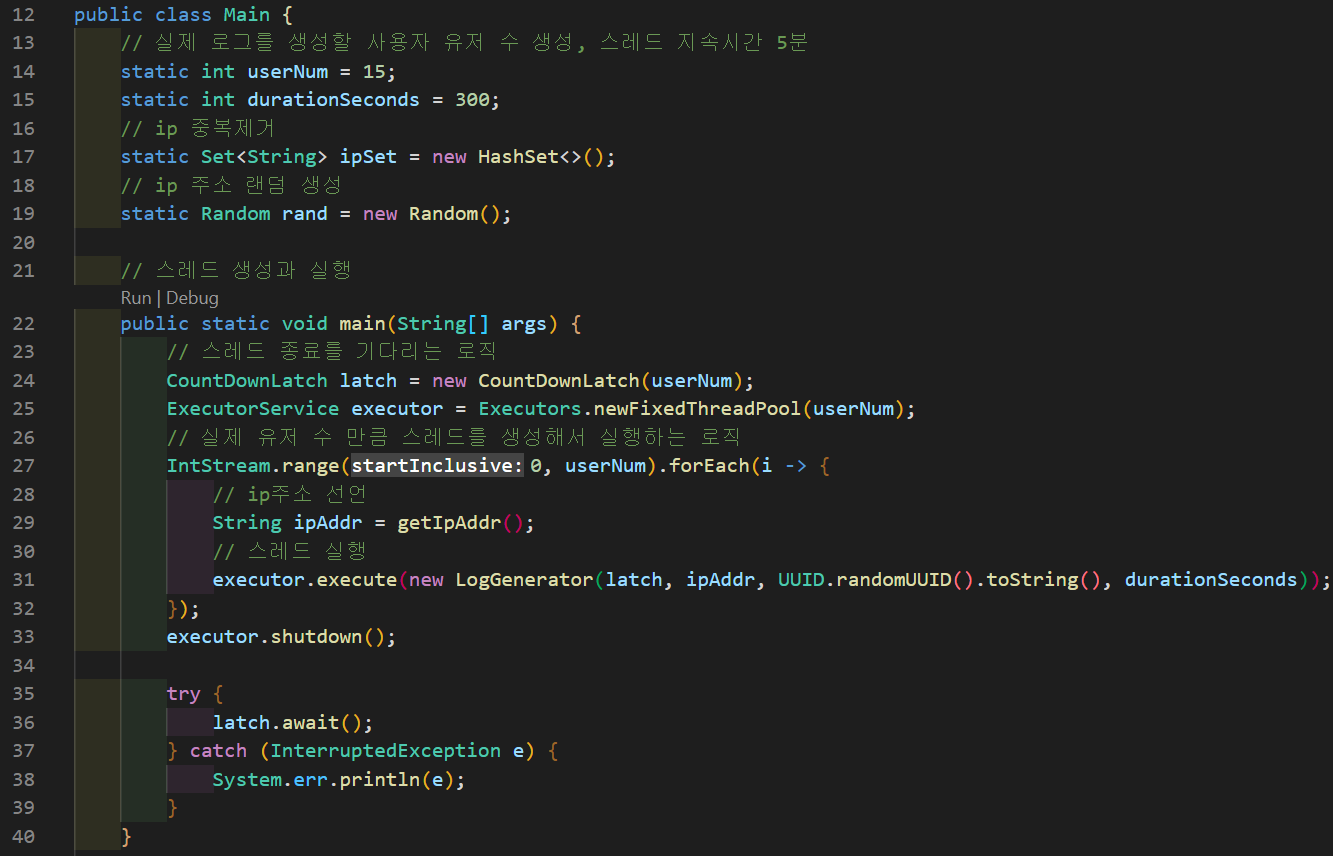 12 public class Main {
13 // 실제 로그를 생성할 사용자 유저 수 생성, 스레드 지속시간 5분
14 static int userNum = 15;
15 static int durationSeconds = 300;
16 // ip 중복제거
17 static Set<String> ipSet = new HashSet<>();
18 // ip 주소 랜덤 생성
19 static Random rand = new Random();
20
21 // 스레드 생성과 실행
Run | Debug
22 public static void main(String[] args) {
23 // 스레드 종료를 기다리는 로직
24 CountDownLatch latch = new CountDownLatch(userNum);
25 ExecutorService executor = Executors.newFixedThreadPool(userNum);
26 // 실제 유저 수 만큼 스레드를 생성해서 실행하는 로직
27 IntStream.range(startInclusive:0, userNum).forEach(i -> {
28 // ip주소 선언
29 String ipAddr = getIpAddr();
30 // 스레드 실행
31 executor.execute(new LogGenerator(latch, ipAddr, UUID.randomUUID().toString(), durationSeconds));
32 });
33 executor.shutdown();
34
35 try {
36 latch.await();
37 } catch (InterruptedException e) {
38 System.err.println(e);
39 }
40 }